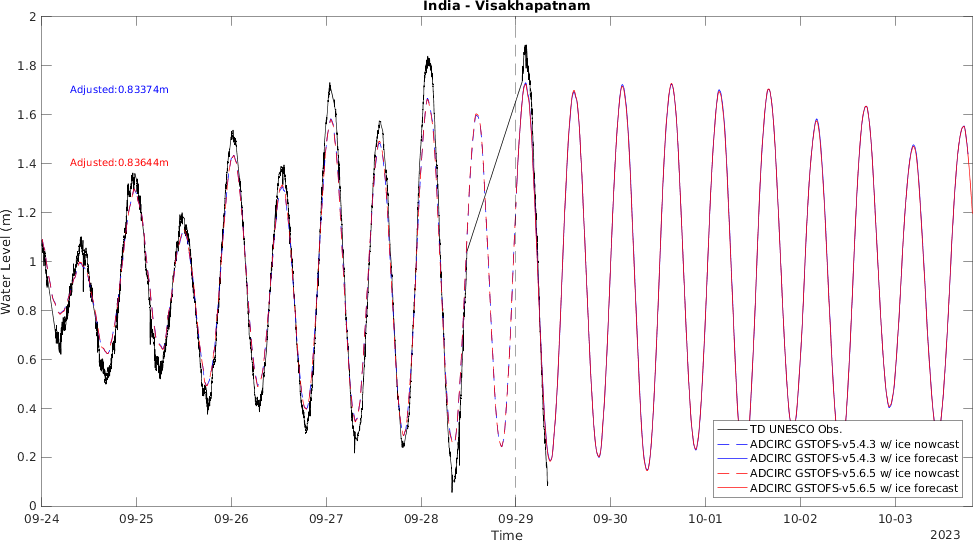 India - Visakhapatnam
2
1.8
1.6
1.4
1.2
1
0.8
0.6
0.4
0.2
0
Water Level (m)
Adjusted:0.83374m
Adjusted:0.83644m
TD UNESCO Obs.
ADCIRC GSTOFS-v5.4.3 w/ ice nowcast
ADCIRC GSTOFS-v5.4.3 w/ ice forecast
ADCIRC GSTOFS-v5.6.5 w/ ice nowcast
ADCIRC GSTOFS-v5.6.5 w/ ice forecast
09-24 09-25 09-26 09-27 09-28 09-29 09-30 10-01 10-02 10-03
Time
2023